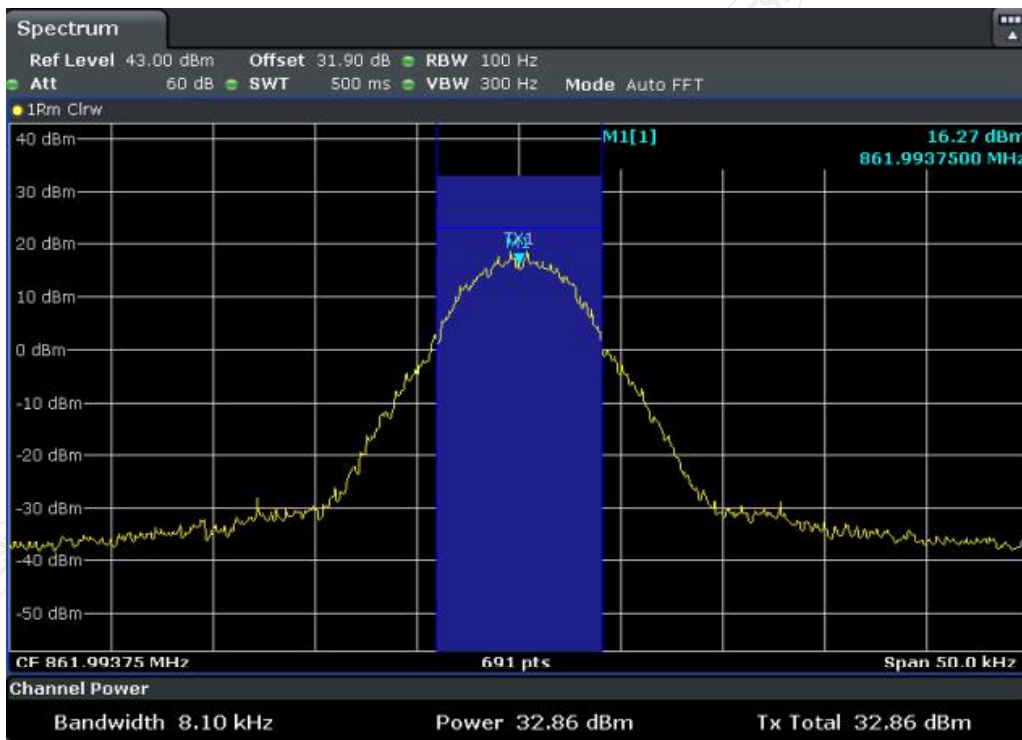 Spectrum
Ref Level 43.00 dBm Offset 31.90 dB RBW 100 Hz
Att 60 dB SWT 500 ms VBW 300 Hz Mode Auto FFT
1Rm Clrw
40 dBm M1[1] 16.27 dBm
861.9937500 MHz
30 dBm
20 dBm
10 dBm
0 dBm
-10 dBm
-20 dBm
-30 dBm
-40 dBm
-50 dBm
CF 861.99375 MHz 691 pts Span 50.0 kHz
Channel Power
Bandwidth 8.10 kHz Power 32.86 dBm Tx Total 32.86 dBm